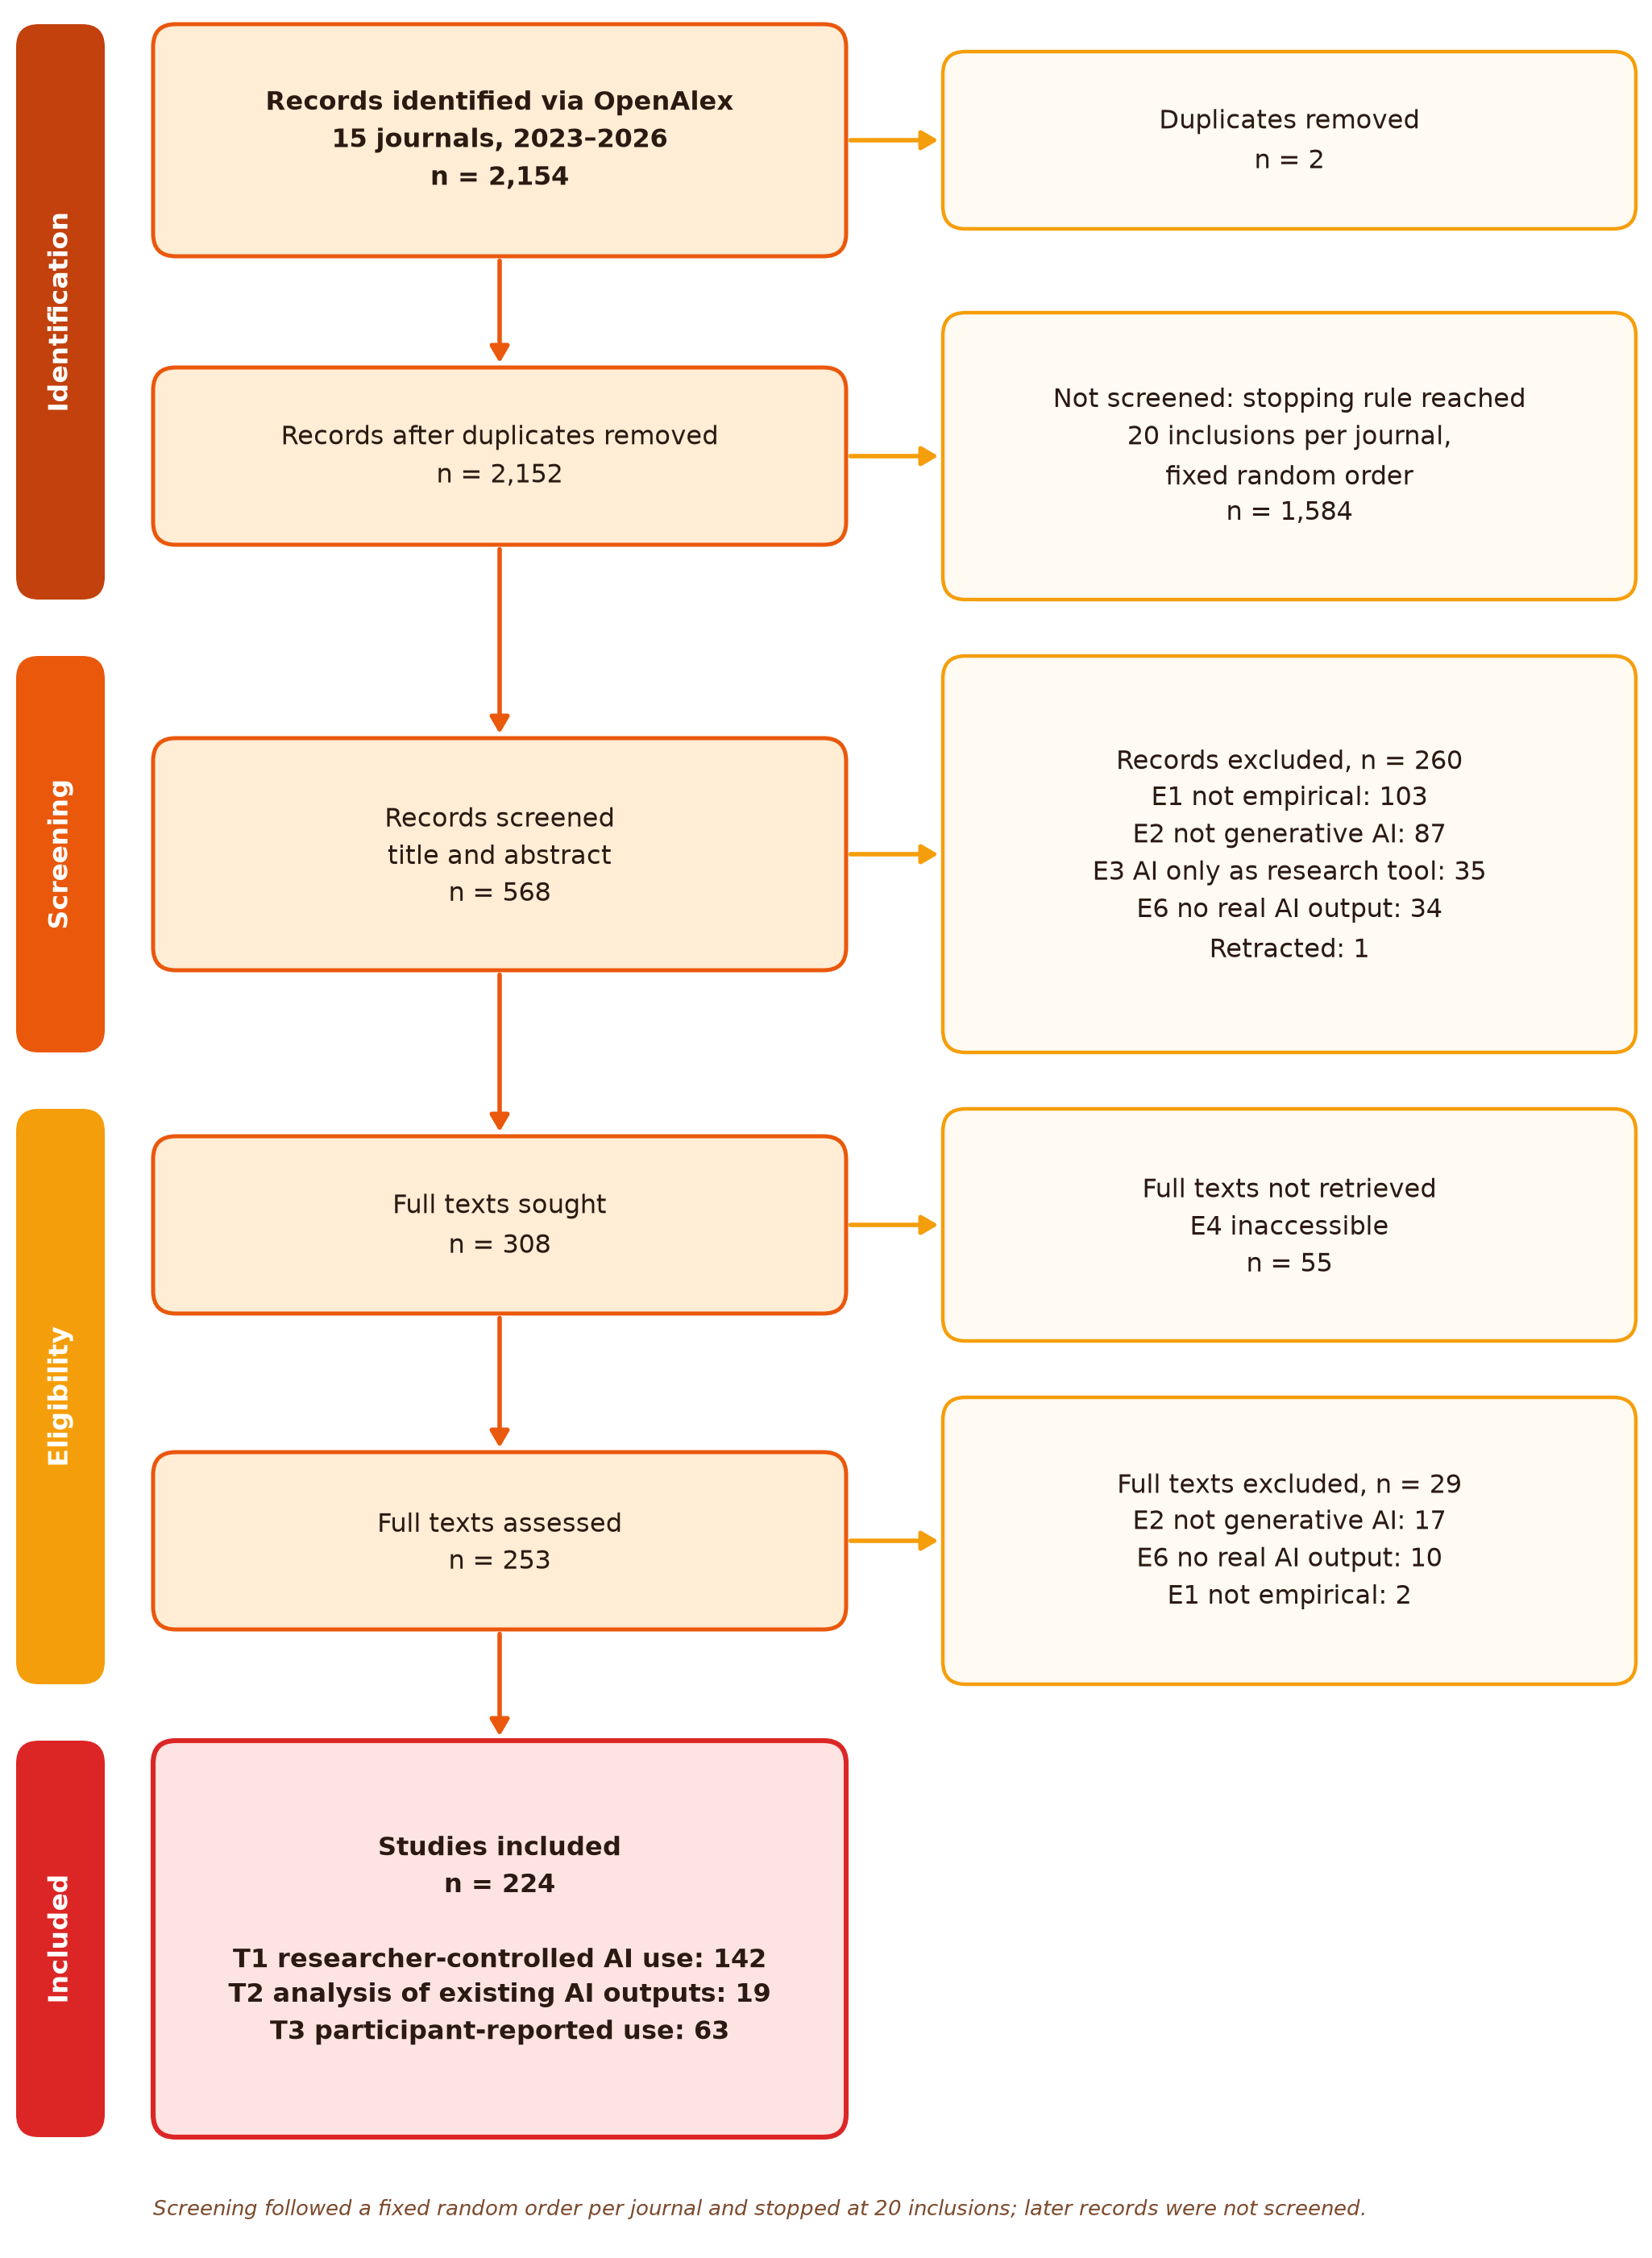 Identification
Records identified via OpenAlex
15 journals, 2023–2026
n = 2,154
Duplicates removed
n = 2
Records after duplicates removed
n = 2,152
Not screened: stopping rule reached
20 inclusions per journal,
fixed random order
n = 1,584
Screening
Records screened
title and abstract
n = 568
Records excluded, n = 260
E1 not empirical: 103
E2 not generative AI: 87
E3 AI only as research tool: 35
E6 no real AI output: 34
Retracted: 1
Eligibility
Full texts sought
n = 308
Full texts not retrieved
E4 inaccessible
n = 55
Full texts assessed
n = 253
Full texts excluded, n = 29
E2 not generative AI: 17
E6 no real AI output: 10
E1 not empirical: 2
Included
Studies included
n = 224
T1 researcher-controlled AI use: 142
T2 analysis of existing AI outputs: 19
T3 participant-reported use: 63
Screening followed a fixed random order per journal and stopped at 20 inclusions; later records were not screened.